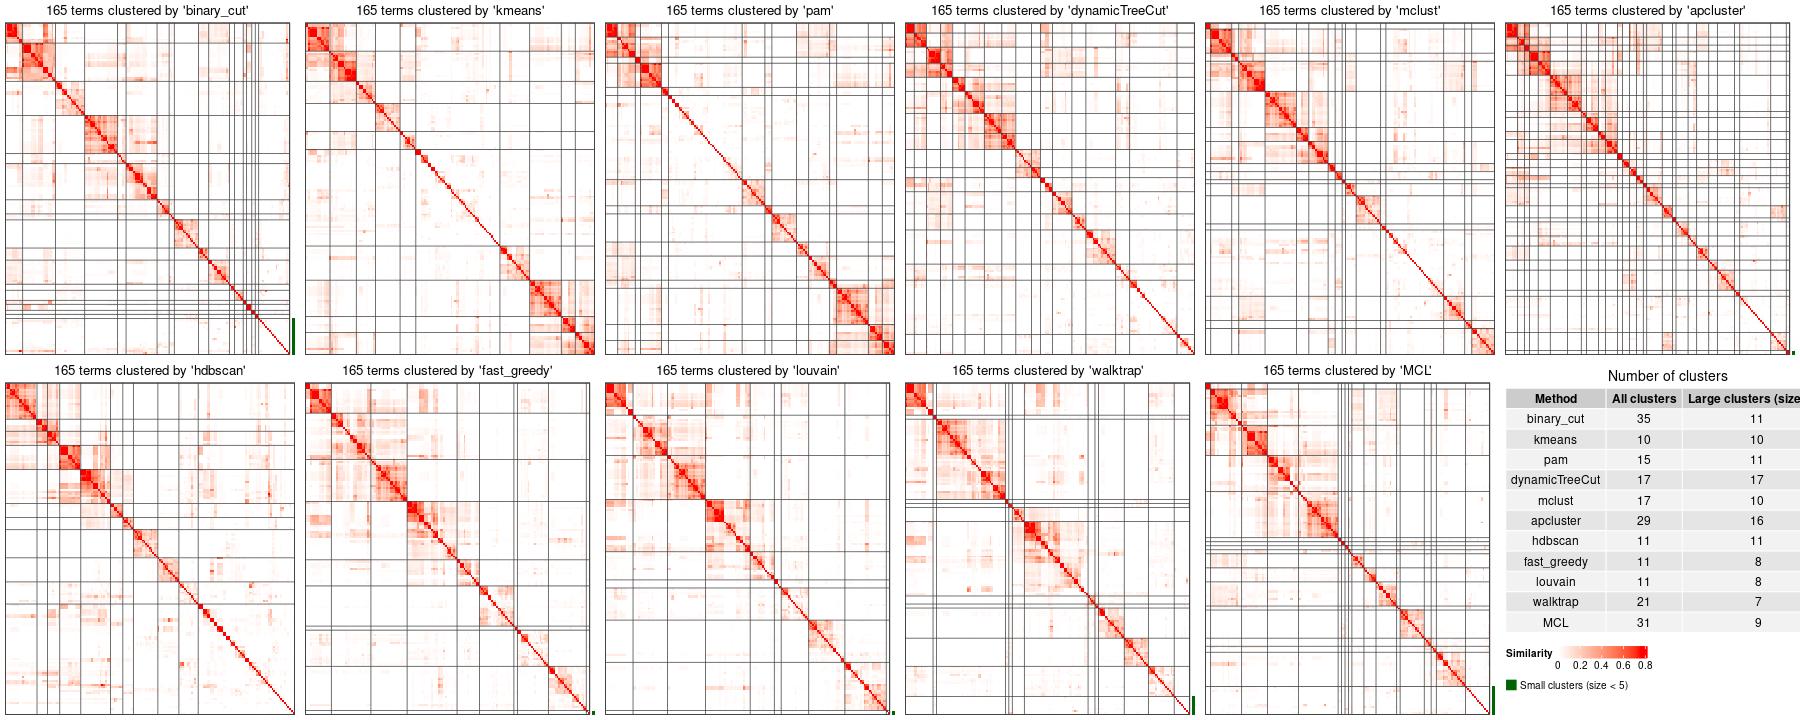 165 terms clustered by 'binary_cut'
165 terms clustered by 'kmeans'
165 terms clustered by 'pam'
165 terms clustered by 'dynamicTreeCut'
165 terms clustered by 'mclust'
165 terms clustered by 'apcluster'
165 terms clustered by 'hdbscan'
165 terms clustered by 'fast_greedy'
165 terms clustered by 'louvain'
165 terms clustered by 'walktrap'
165 terms clustered by 'MCL'
Number of clusters
Method All clusters Large clusters (size
binary_cut 35 11
kmeans 10 10
pam 15 11
dynamicTreeCut 17 17
mclust 17 10
apcluster 29 16
hdbscan 11 11
fast_greedy 11 8
louvain 11 8
walktrap 21 7
MCL 31 9
Similarity
0 0.2 0.4 0.6 0.8
Small clusters (size < 5)